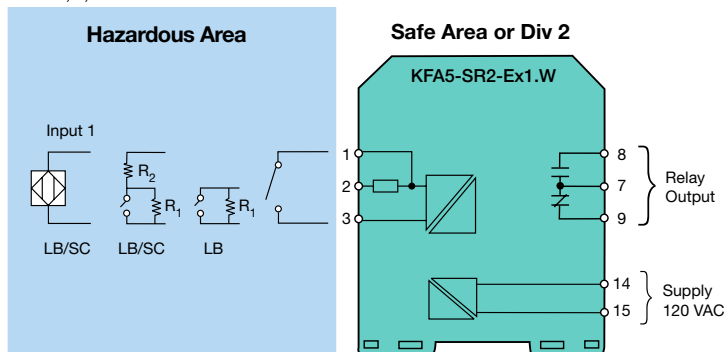 Hazardous Area
Safe Area or Div 2
KFA5-SR2-Ex1.W
Input 1
R2
R1
R1
LB/SC
LB/SC
LB
1
2
3
8
7
9
Relay
Output
14
15
Supply
120 VAC